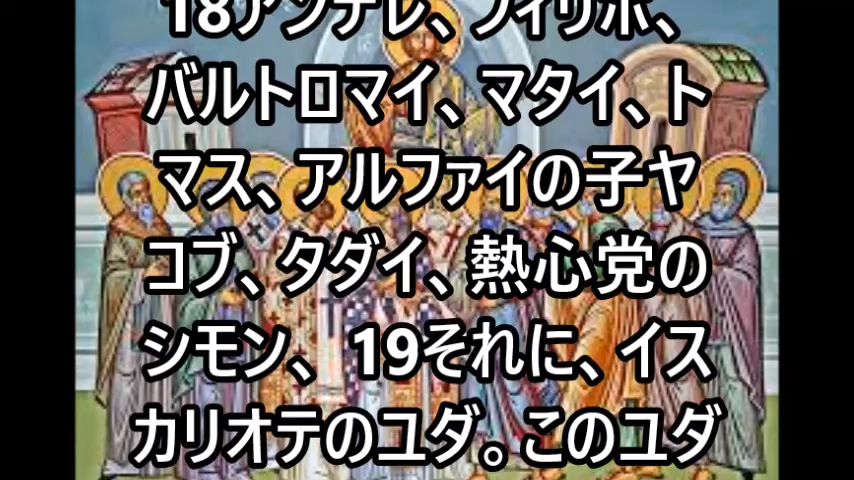 18アンデレ、フィリポ、
バルトロマイ、マタイ、ト
マス、アルファイの子ヤ
コブ、タダイ、熱心党の
シモン、 19それに、イス
カリオテのユダ。このユダ